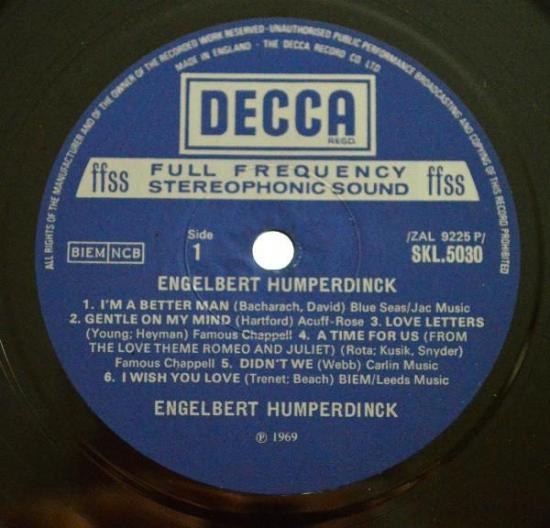 ALL RIGHTS OF THE MANUFACTURER AND OF THE OWNER OF THE RECORDED WORK RESERVED · UNAUTHORISED PUBLIC PERFORMANCE BROADCASTING AND COPYING OF THIS RECORD PROHIBITED
MADE IN ENGLAND · THE DECCA RECORD CO. LTD.
DECCA
REGD.
ffss FULL FREQUENCY ffss
STEREOPHONIC SOUND
Side
1
/ZAL 9225 P/
BIEM NCB
SKL.5030
ENGELBERT HUMPERDINCK
1. I'M A BETTER MAN (Bacharach, David) Blue Seas/Jac Music
2. GENTLE ON MY MIND (Hartford) Acuff-Rose 3. LOVE LETTERS
(Young; Heyman) Famous Chappell 4. A TIME FOR US (FROM
THE LOVE THEME ROMEO AND JULIET) (Rota; Kusik, Snyder)
Famous Chappell 5. DIDN'T WE (Webb) Carlin Music
6. I WISH YOU LOVE (Trenet; Beach) BIEM/Leeds Music
ENGELBERT HUMPERDINCK
℗ 1969